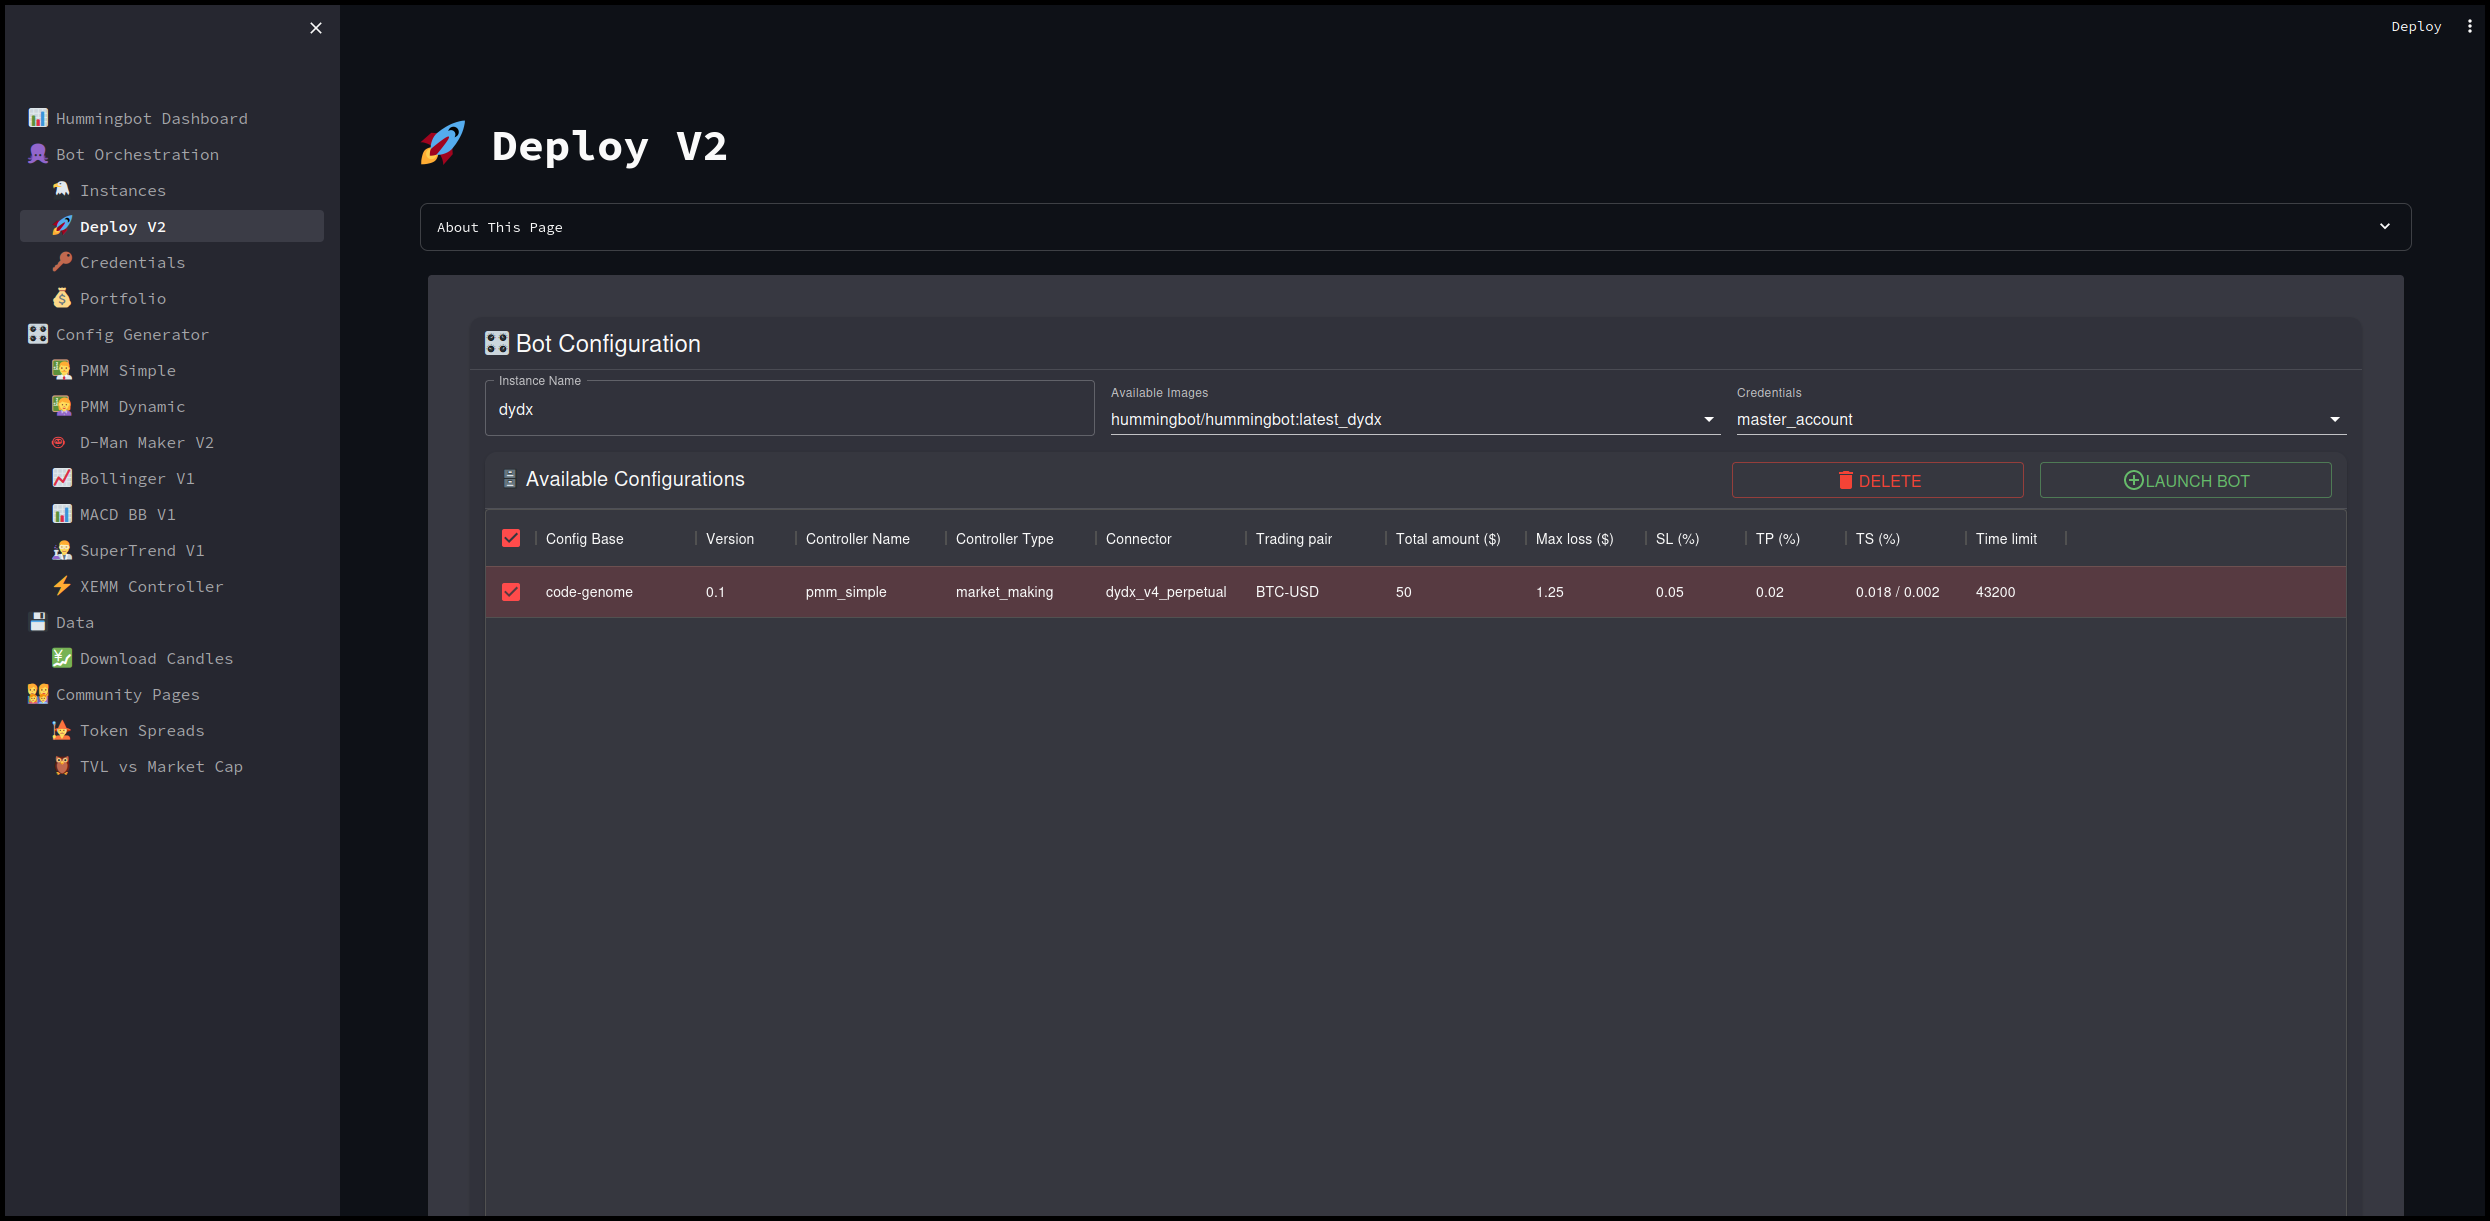 Deploy
Hummingbot Dashboard
Bot Orchestration
Instances
Deploy V2
Credentials
Portfolio
Config Generator
PMM Simple
PMM Dynamic
D-Man Maker V2
Bollinger V1
MACD BB V1
SuperTrend V1
XEMM Controller
Data
Download Candles
Community Pages
Token Spreads
TVL vs Market Cap
Deploy V2
About This Page
Bot Configuration
Instance Name
dydx
Available Images
hummingbot/hummingbot:latest_dydx
Credentials
master_account
Available Configurations
DELETE
LAUNCH BOT
Config Base Version Controller Name Controller Type Connector Trading pair Total amount ($) Max loss ($) SL (%) TP (%) TS (%) Time limit
code-genome 0.1 pmm_simple market_making dydx_v4_perpetual BTC-USD 50 1.25 0.05 0.02 0.018 / 0.002 43200